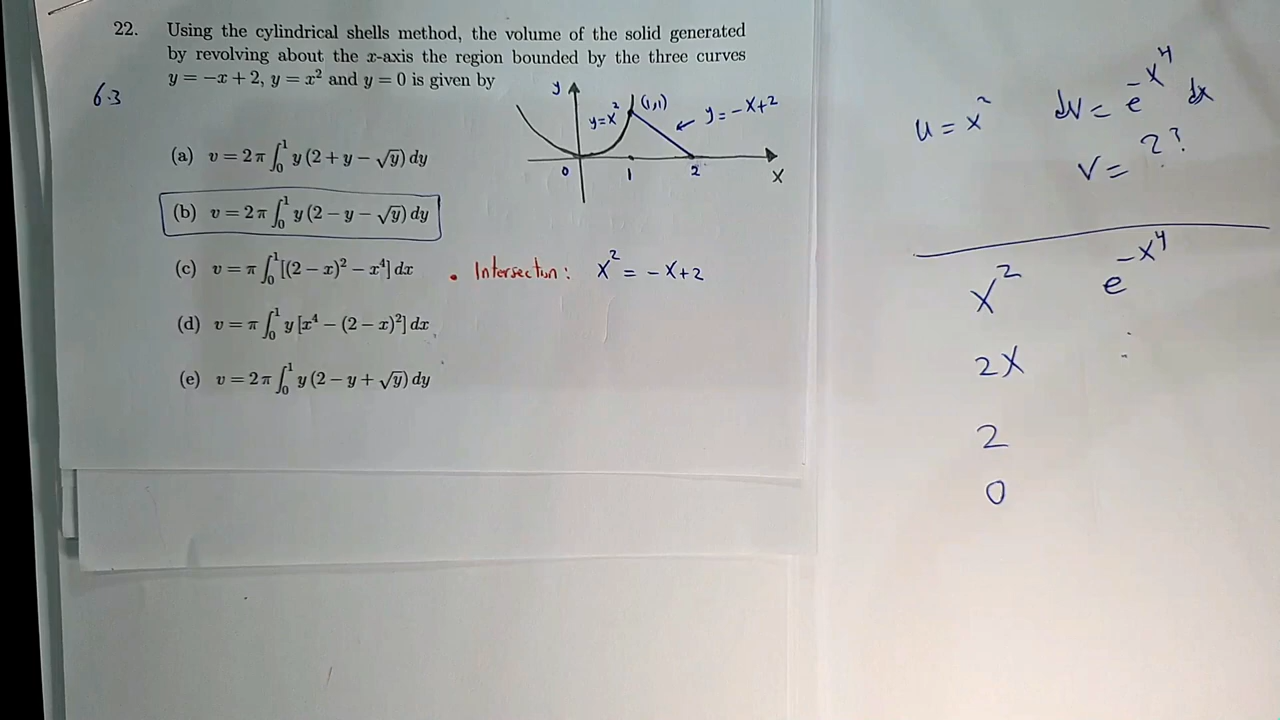 22. Using the cylindrical shells method, the volume of the solid generated
by revolving about the x-axis the region bounded by the three curves
y = −x + 2, y = x² and y = 0 is given by
6.3
y
y=x²
(1,1)
y = -x+2
0
1
2
x
(a) v = 2π ∫₀¹ y (2 + y − √y) dy
(b) v = 2π ∫₀¹ y (2 − y − √y) dy
(c) v = π ∫₀¹ [(2 − x)² − x⁴] dx
(d) v = π ∫₀¹ y [x⁴ − (2 − x)²] dx
(e) v = 2π ∫₀¹ y (2 − y + √y) dy
• Intersectun: x² = -x+2
u = x² dv = e^-x⁴ dx
v = ??
x² e^-x⁴
2x :
2
0